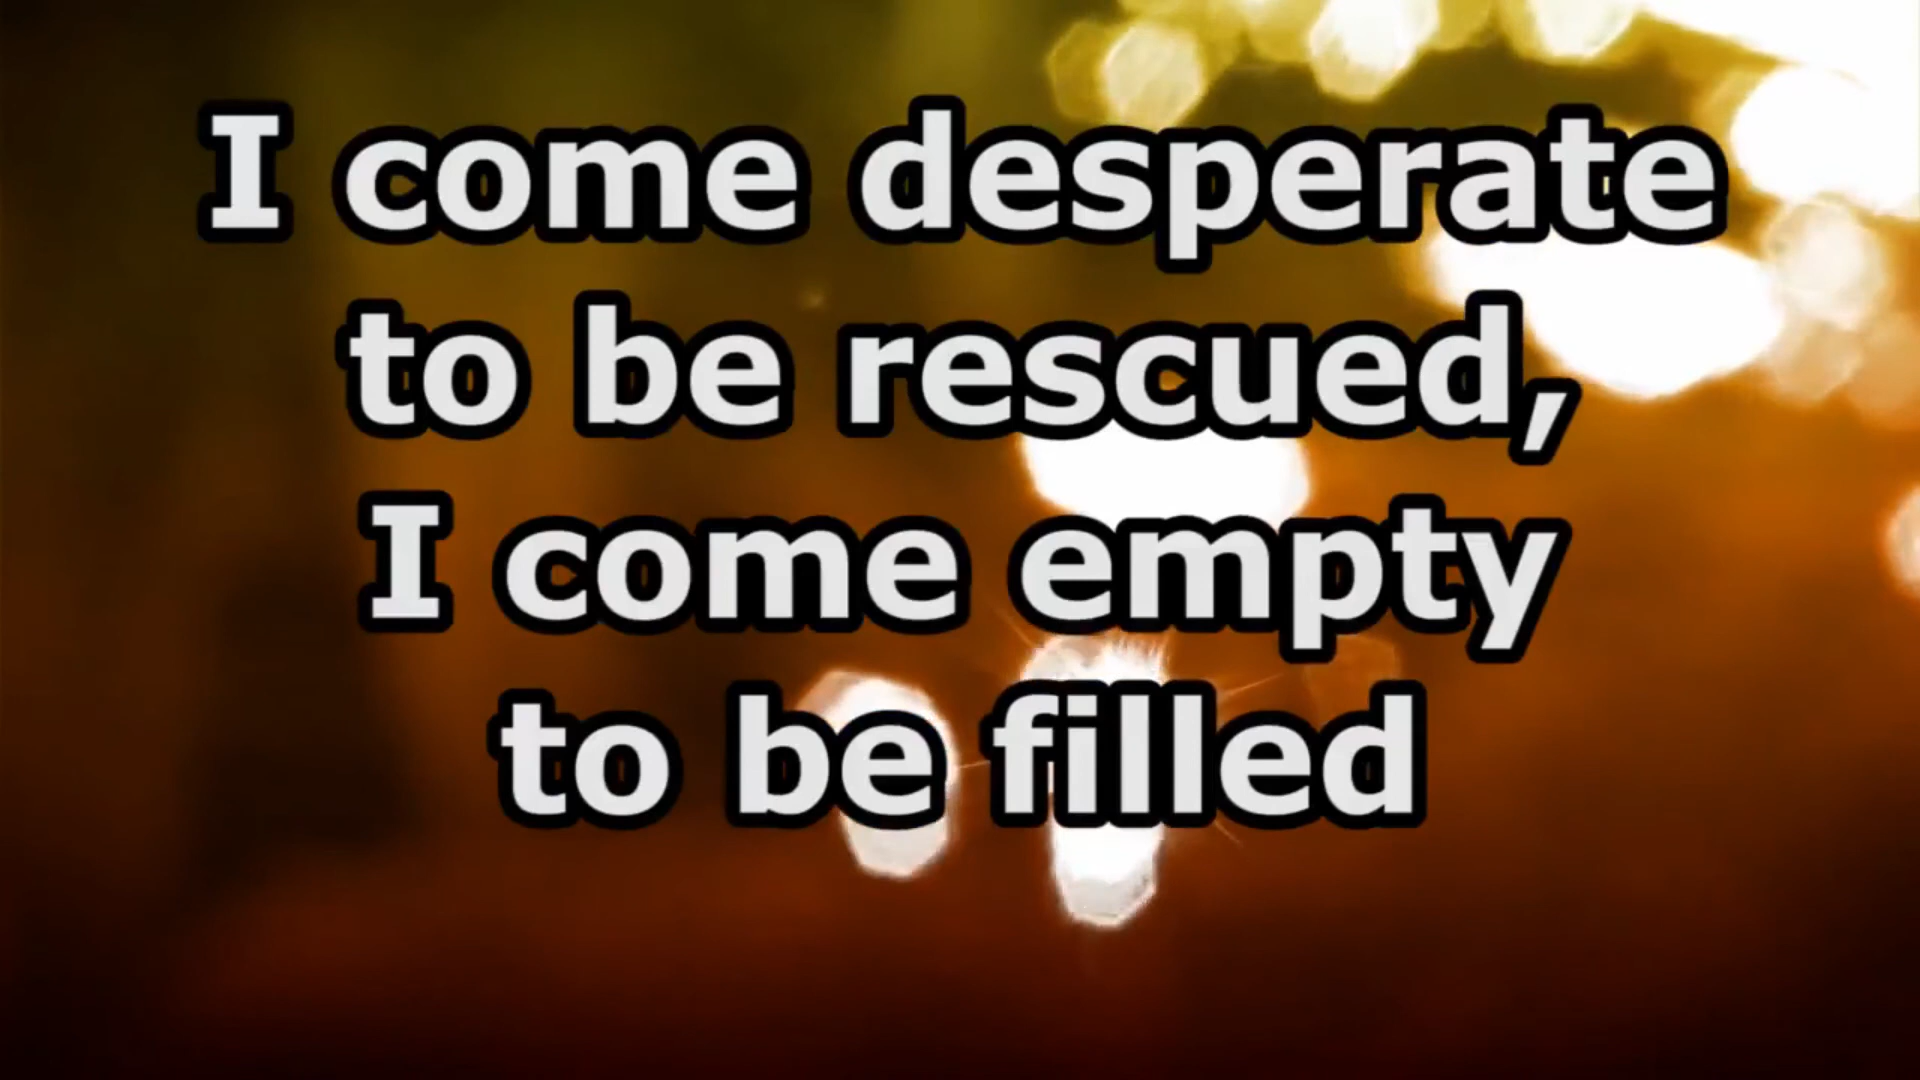 I come desperate
to be rescued,
I come empty
to be filled